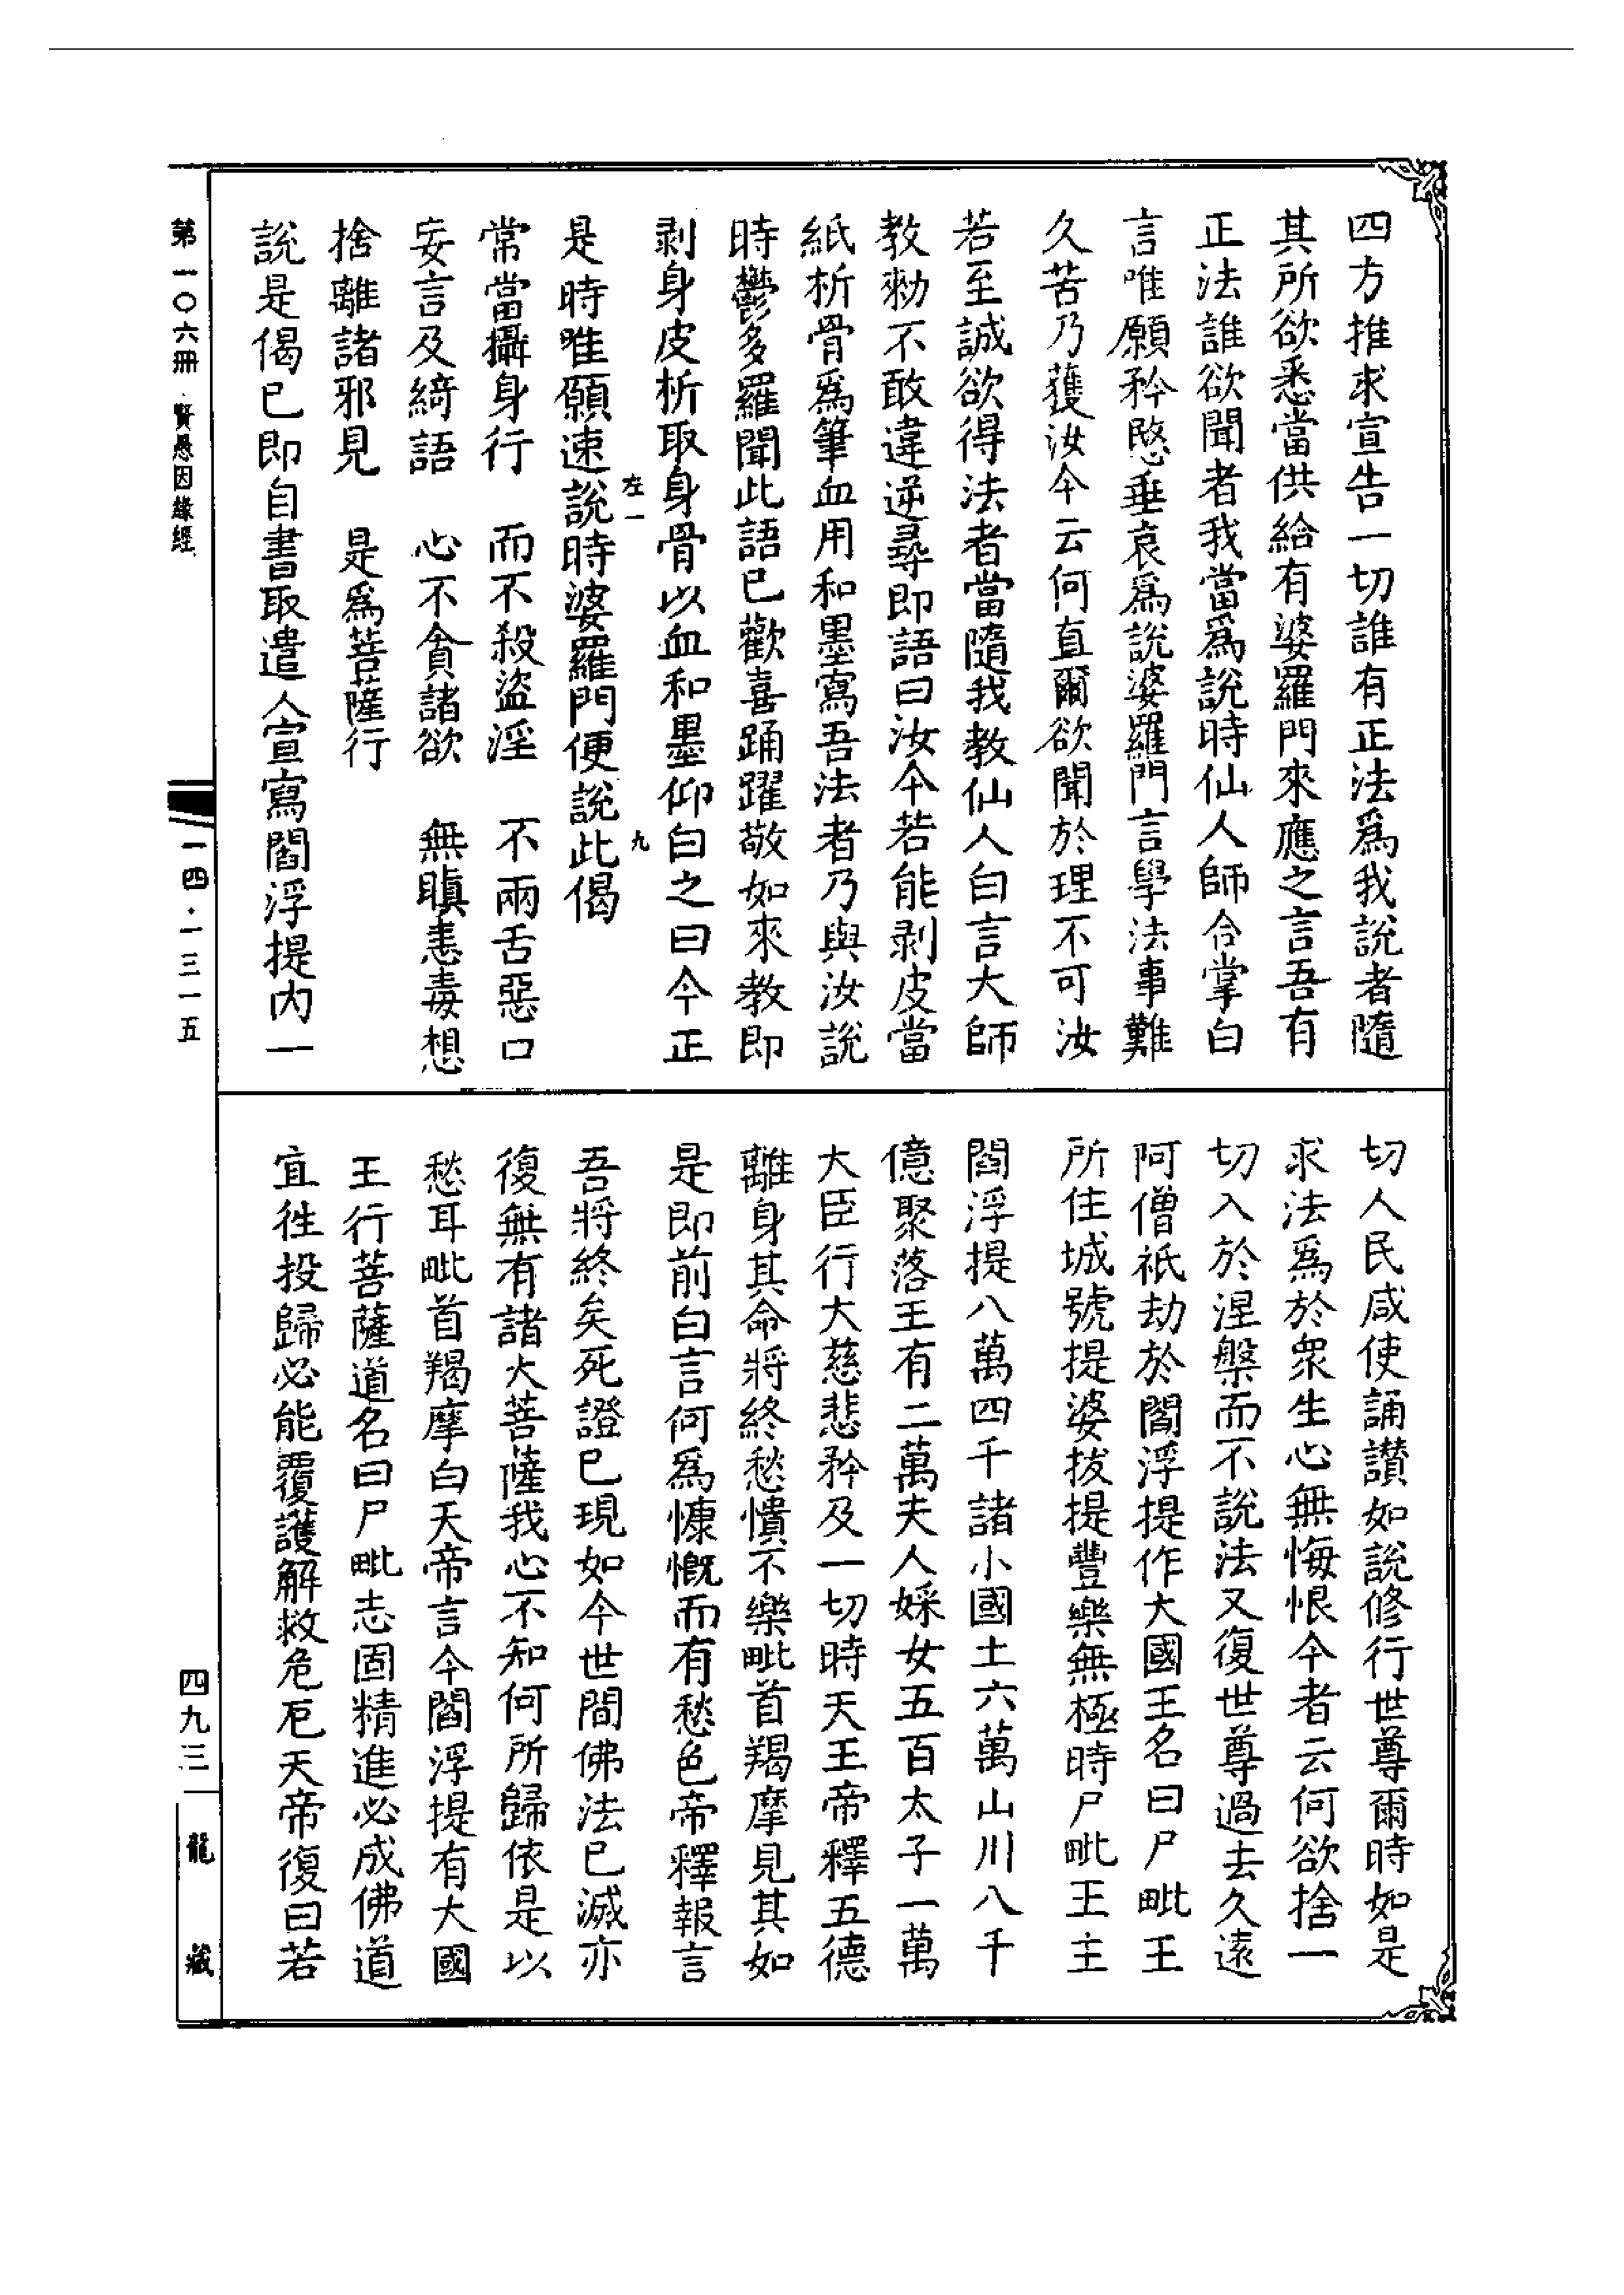 四方推求宣告一切誰有正法爲我說者隨
其所欲悉當供給有婆羅門來應之言吾有
正法誰欲聞者我當爲說時仙人師合掌白
言唯願矜愍垂哀爲說婆羅門言學法事難
久苦乃獲汝今云何直爾欲聞於理不可汝
若至誠欲得法者當隨我教仙人白言大師
教勑不敢違逆尋即語曰汝今若能剥皮當
紙析骨爲筆血用和墨寫吾法者乃與汝說
時鬱多羅聞此語已歡喜踊躍敬如來教即
剥身皮析取身骨以血和墨仰白之曰今正
左一 九
是時唯願速說時婆羅門便說此偈
常當攝身行 而不殺盜淫 不兩舌惡口
妄言及綺語 心不貪諸欲 無瞋恚毒想
捨離諸邪見 是爲菩薩行
說是偈已即自書取遣人宣寫閻浮提内一
切人民咸使誦讃如說修行世尊爾時如是
求法爲於衆生心無悔恨今者云何欲捨一
切入於涅槃而不說法又復世尊過去久遠
阿僧祇劫於閻浮提作大國王名曰尸毗王
所住城號提婆拔提豐樂無極時尸毗王主
閻浮提八萬四千諸小國土六萬山川八千
億聚落王有二萬夫人婇女五百太子一萬
大臣行大慈悲矜及一切時天王帝釋五德
離身其命將終愁憒不樂毗首羯摩見其如
是即前白言何爲慷慨而有愁色帝釋報言
吾將終矣死證已現如今世間佛法已滅亦
復無有諸大菩薩我心不知何所歸依是以
愁耳毗首羯摩白天帝言今閻浮提有大國
王行菩薩道名曰尸毗志固精進必成佛道
宜徃投歸必能覆護解救危厄天帝復曰若
第一〇六冊 賢愚因緣經
一四·一三一五
四九三
龍藏